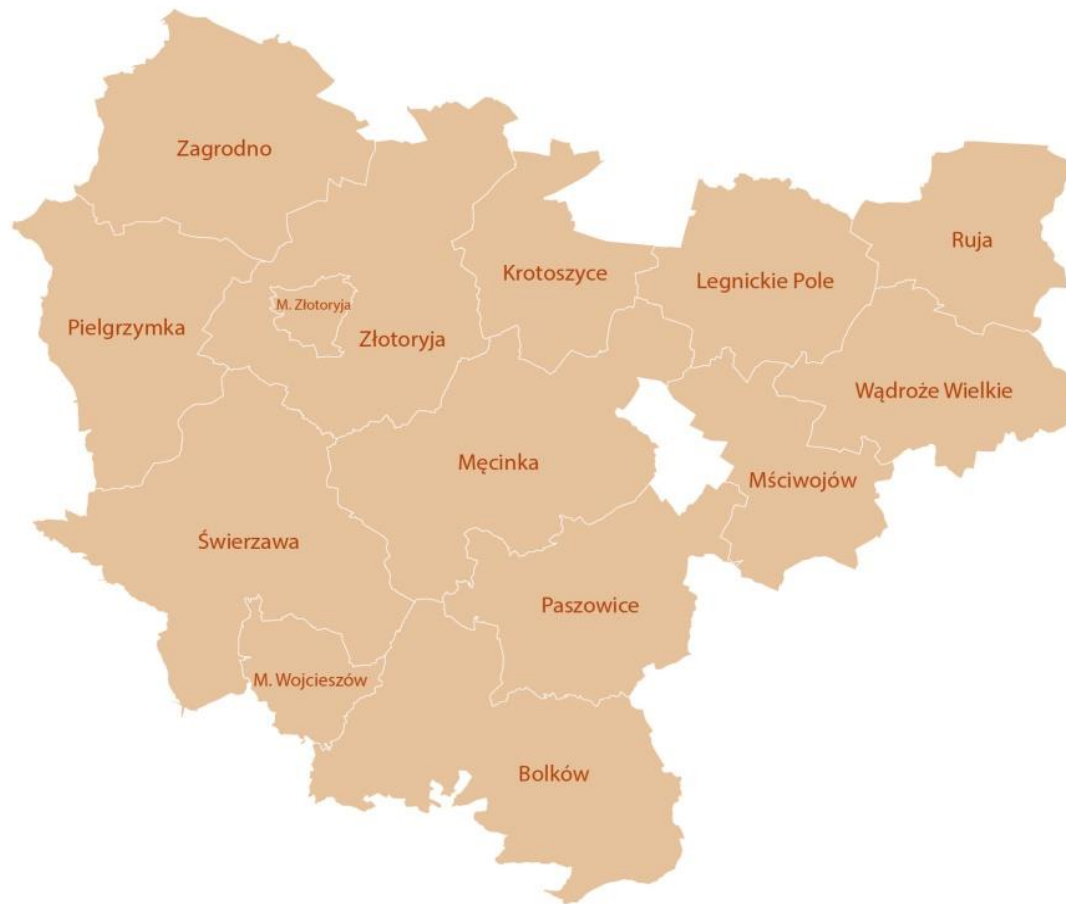 Zagrodno
Ruja
Krotoszyce
Legnickie Pole
M. Złotoryja
Pielgrzymka
Złotoryja
Wądroże Wielkie
Męcinka
Mściwojów
Świerzawa
Paszowice
M. Wojcieszów
Bolków